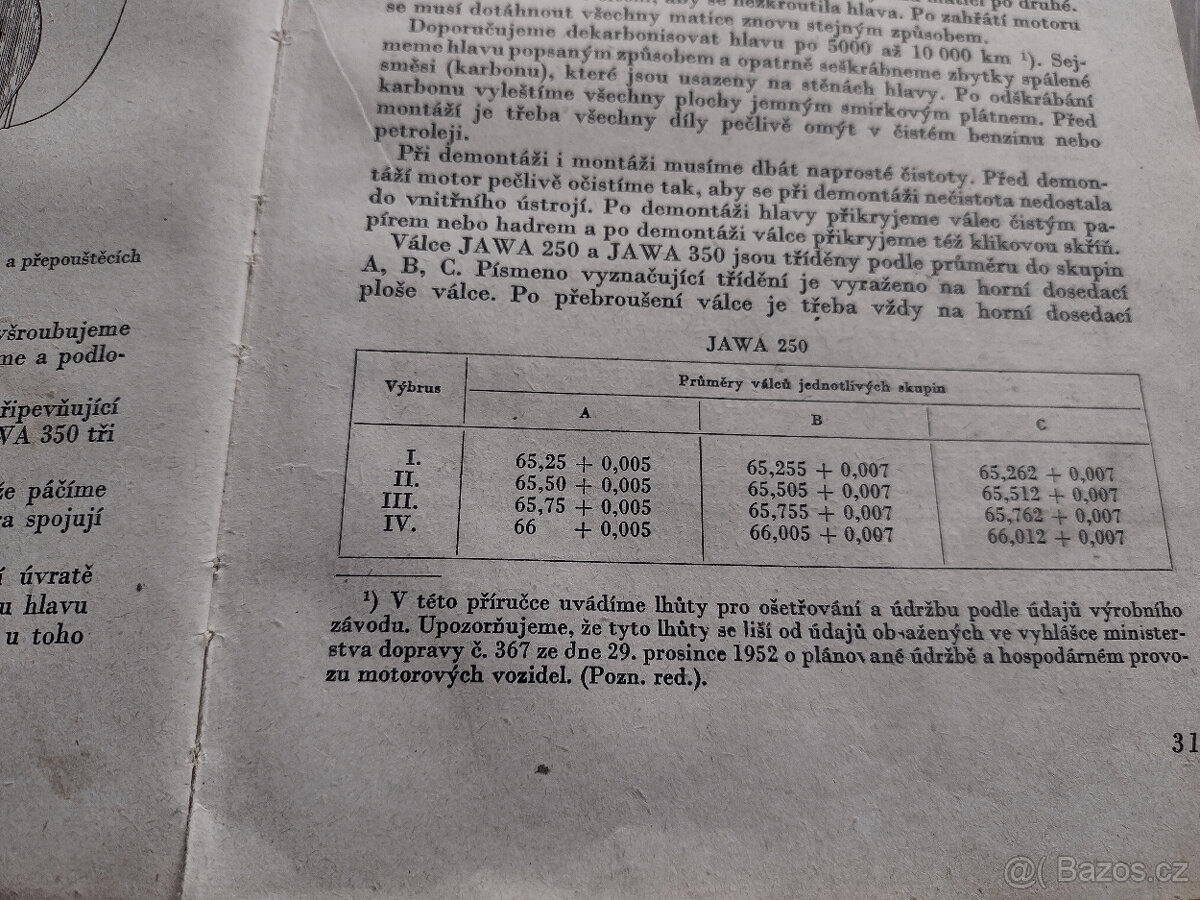 a přepouštěcích
všroubujeme
me a podlo-
řipevňující
WA 350 tři
že páčíme
ra spojují
í úvratě
u hlavu
u toho
aby se nezkroutila hlava. Po zahřátí motoru
se musí dotáhnout všechny matice znovu stejným způsobem.
Doporučujeme dekarbonisovat hlavu po 5000 až 10 000 km ¹). Sej-
meme hlavu popsaným způsobem a opatrně seškrábneme zbytky spálené
směsi (karbonu), které jsou usazeny na stěnách hlavy. Po odškrábání
karbonu vyleštíme všechny plochy jemným smirkovým plátnem. Před
montáží je třeba všechny díly pečlivě omýt v čistém benzinu nebo
petroleji.
Při demontáži i montáži musíme dbát naprosté čistoty. Před demon-
táží motor pečlivě očistíme tak, aby se při demontáži nečistota nedostala
do vnitřního ústrojí. Po demontáži hlavy přikryjeme válec čistým pa-
pírem nebo hadrem a po demontáži válce přikryjeme též klikovou skříň.
Válce JAWA 250 a JAWA 350 jsou tříděny podle průměru do skupin
A, B, C. Písmeno vyznačující třídění je vyraženo na horní dosedací
ploše válce. Po přebroušení válce je třeba vždy na horní dosedací
JAWA 250
Výbrus Průměry válců jednotlivých skupin
A B C
I. 65,25 + 0,005 65,255 + 0,007 65,262 + 0,007
II. 65,50 + 0,005 65,505 + 0,007 65,512 + 0,007
III. 65,75 + 0,005 65,755 + 0,007 65,762 + 0,007
IV. 66 + 0,005 66,005 + 0,007 66,012 + 0,007
¹) V této příručce uvádíme lhůty pro ošetřování a údržbu podle údajů výrobního
závodu. Upozorňujeme, že tyto lhůty se liší od údajů obsažených ve vyhlášce minister-
stva dopravy č. 367 ze dne 29. prosince 1952 o plánované údržbě a hospodárném provo-
zu motorových vozidel. (Pozn. red.).
31
@( Bazos.cz